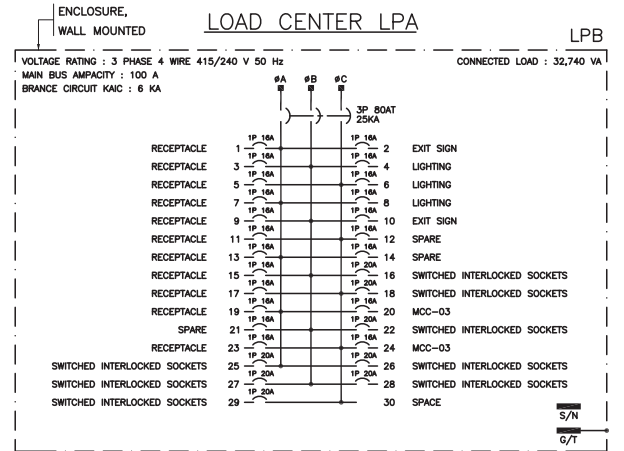 ENCLOSURE,
WALL MOUNTED
LOAD CENTER LPA
LPB
VOLTAGE RATING : 3 PHASE 4 WIRE 415/240 V 50 Hz
CONNECTED LOAD : 32,740 VA
MAIN BUS AMPACITY : 100 A
BRANCE CIRCUIT KAIC : 6 KA
øA øB øC
3P 80AT
25KA
1P 16A 1P 16A
RECEPTACLE 1 2 EXIT SIGN
1P 16A 1P 16A
RECEPTACLE 3 4 LIGHTING
1P 16A 1P 16A
RECEPTACLE 5 6 LIGHTING
1P 16A 1P 16A
RECEPTACLE 7 8 LIGHTING
1P 16A 1P 16A
RECEPTACLE 9 10 EXIT SIGN
1P 16A 1P 16A
RECEPTACLE 11 12 SPARE
1P 16A 1P 16A
RECEPTACLE 13 14 SPARE
1P 16A 1P 20A
RECEPTACLE 15 16 SWITCHED INTERLOCKED SOCKETS
1P 16A 1P 20A
RECEPTACLE 17 18 SWITCHED INTERLOCKED SOCKETS
1P 16A 1P 16A
RECEPTACLE 19 20 MCC-03
1P 16A 1P 20A
SPARE 21 22 SWITCHED INTERLOCKED SOCKETS
1P 16A 1P 16A
RECEPTACLE 23 24 MCC-03
1P 20A 1P 20A
SWITCHED INTERLOCKED SOCKETS 25 26 SWITCHED INTERLOCKED SOCKETS
1P 20A 1P 20A
SWITCHED INTERLOCKED SOCKETS 27 28 SWITCHED INTERLOCKED SOCKETS
1P 20A
SWITCHED INTERLOCKED SOCKETS 29 30 SPACE
S/N
G/T